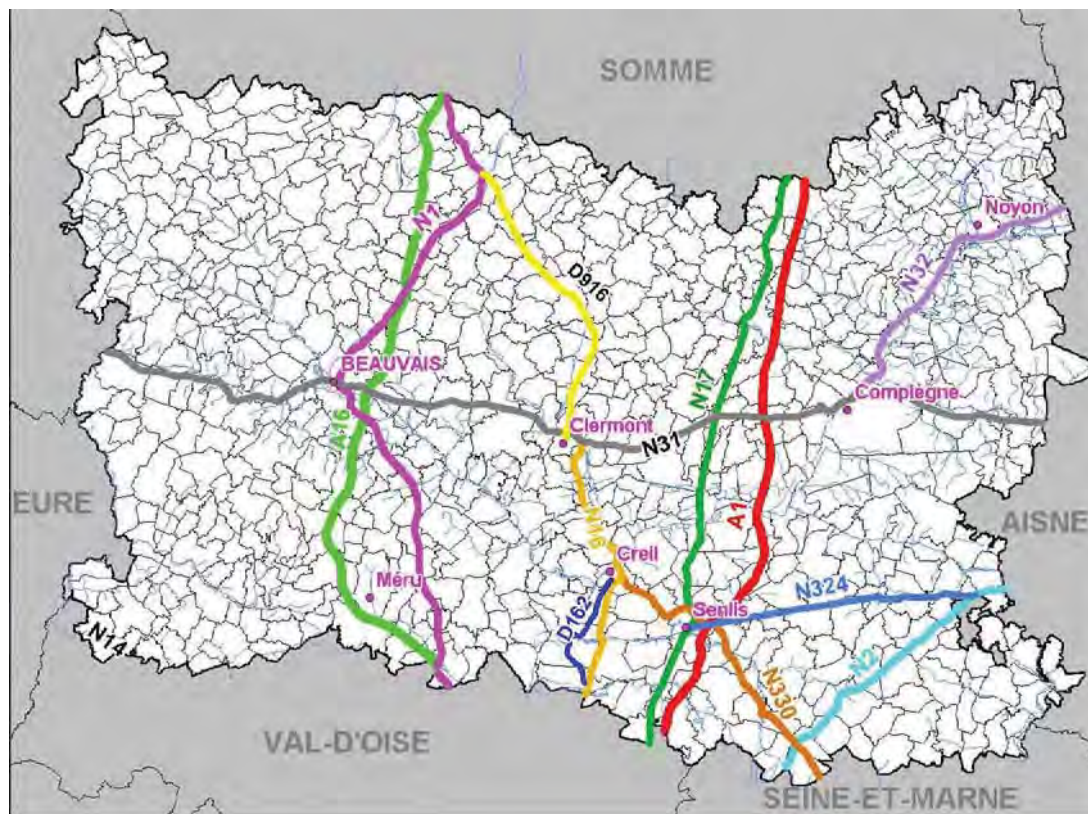 SOMME
Noyon
N1
N32
D916
BEAUVAIS
N17
Compiègne
Clermont
N31
A16
EURE
A1
AISNE
N16
Creil
Méru
N324
Senlis
D162
N14
N2
N330
VAL-D'OISE
SEINE-ET-MARNE